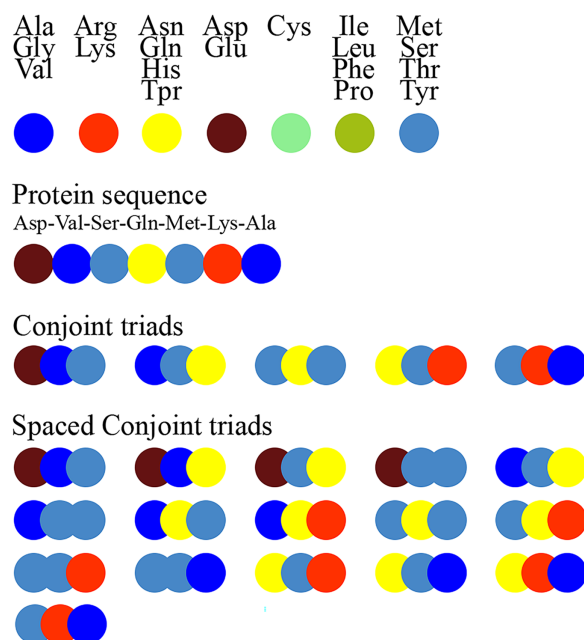 Ala Arg Asn Asp Cys Ile Met
Gly Lys Gln Glu Leu Ser
Val His Phe Thr
Tpr Pro Tyr
Protein sequence
Asp-Val-Ser-Gln-Met-Lys-Ala
Conjoint triads
Spaced Conjoint triads